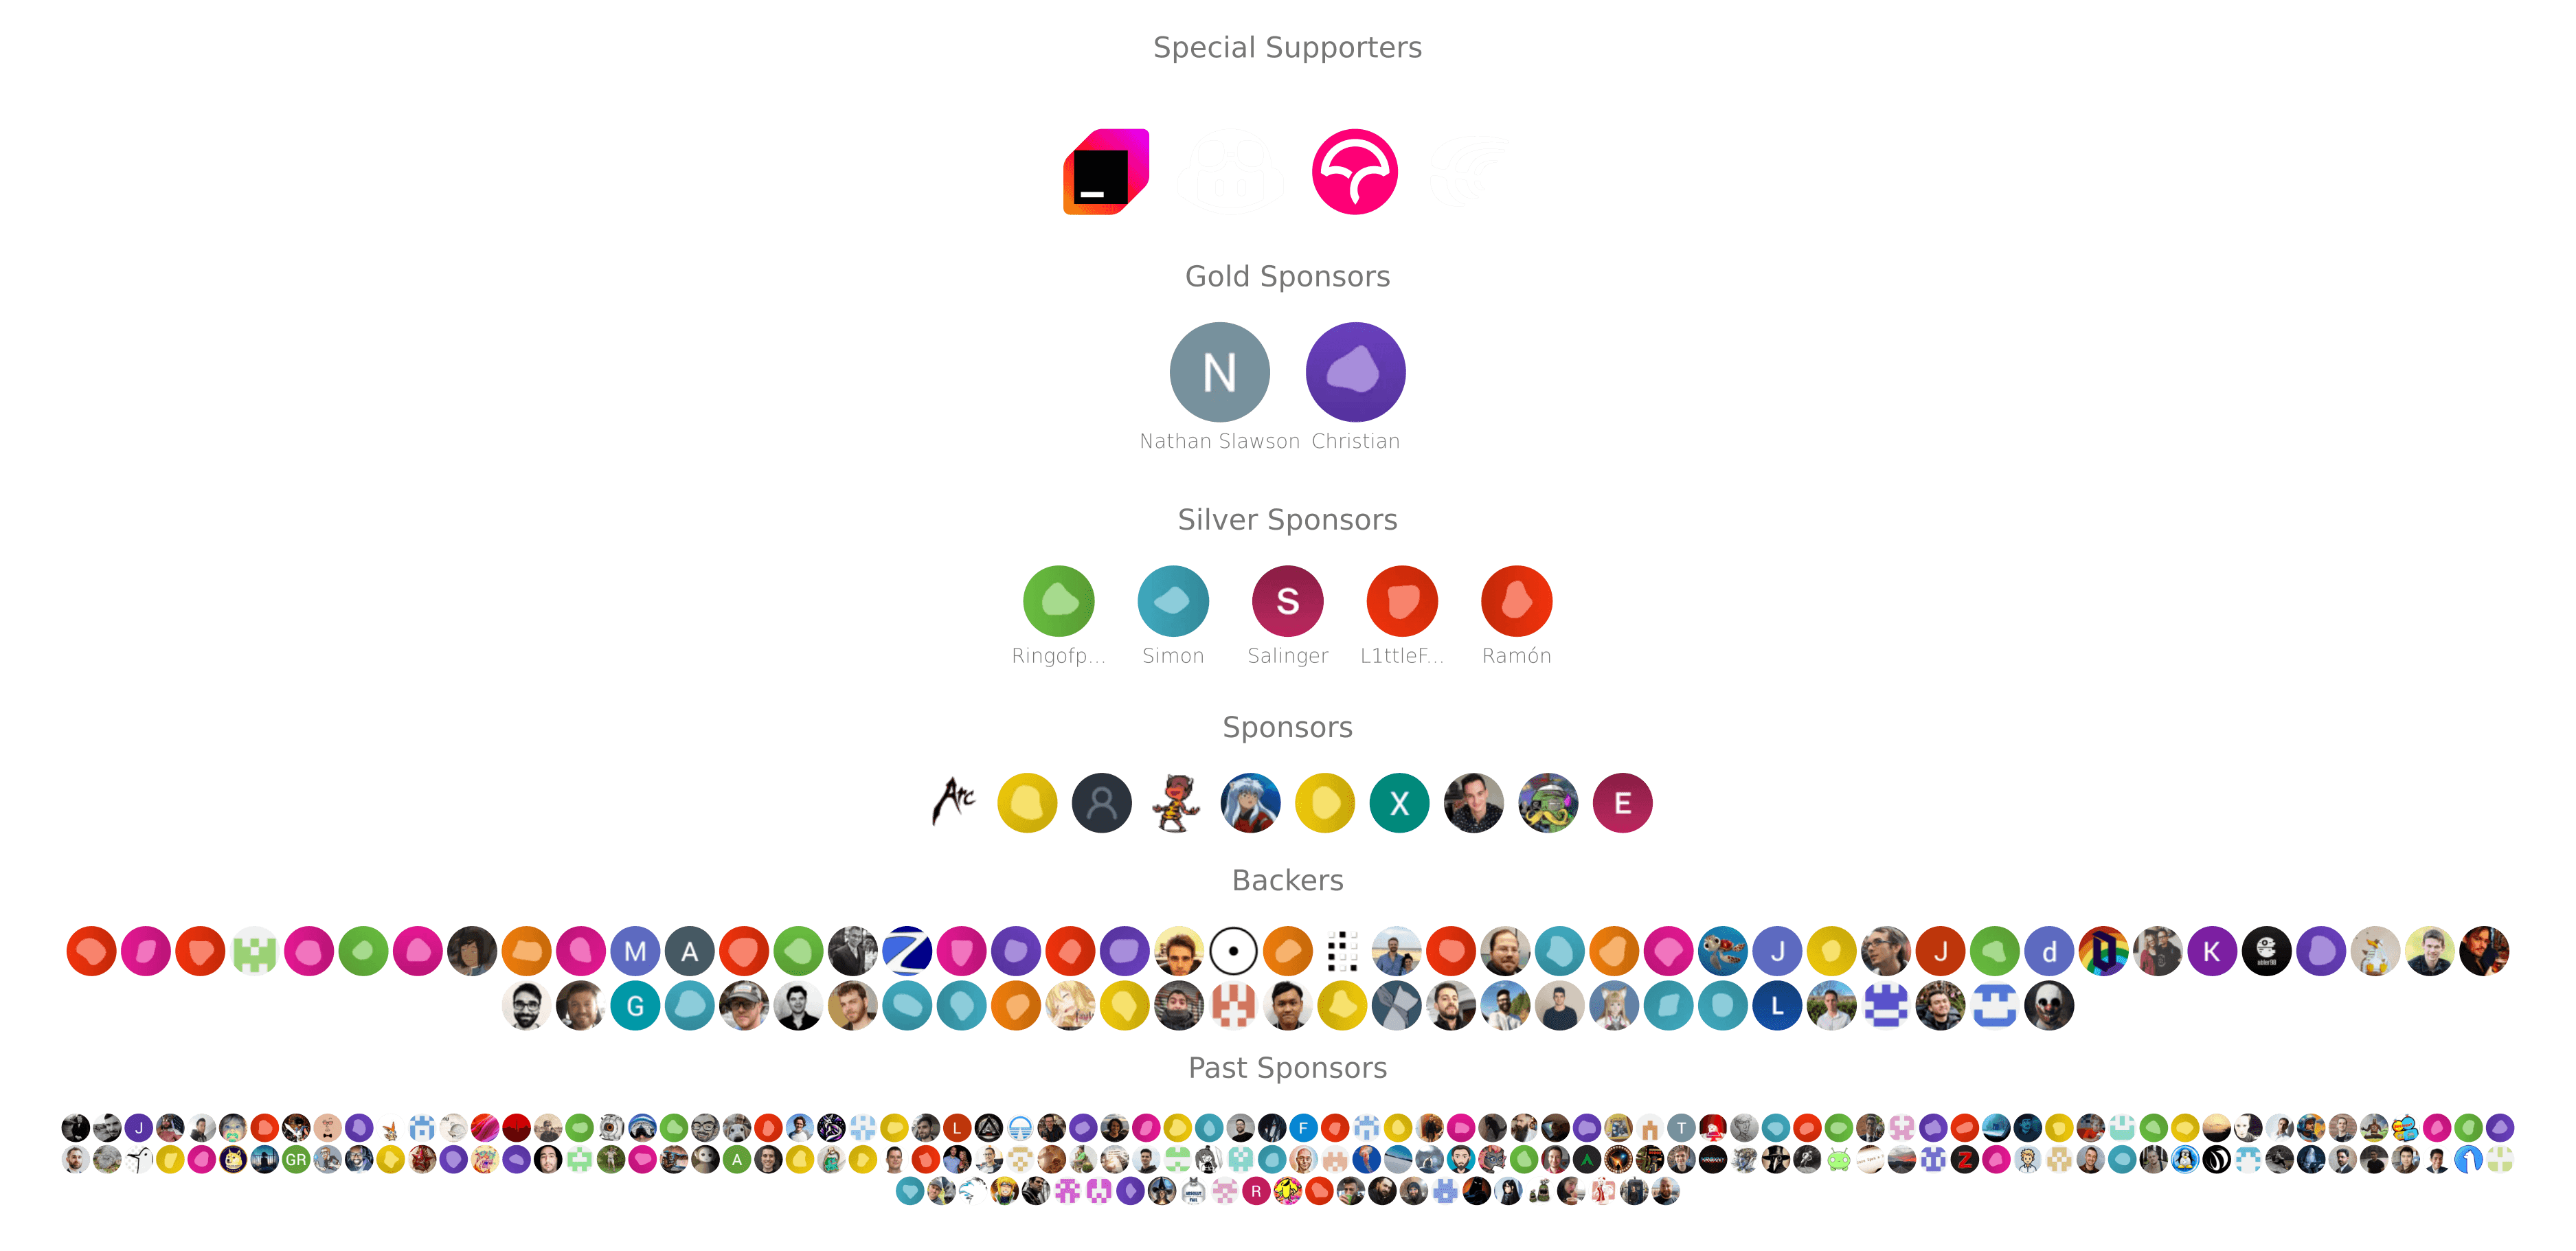 Special Supporters
Gold Sponsors
N
Nathan Slawson Christian
Silver Sponsors
S
Ringofp... Simon Salinger L1ttleF... Ramón
Sponsors
Arc X E
Backers
M A J J d K
G L
Past Sponsors
J L F T
GR A
R